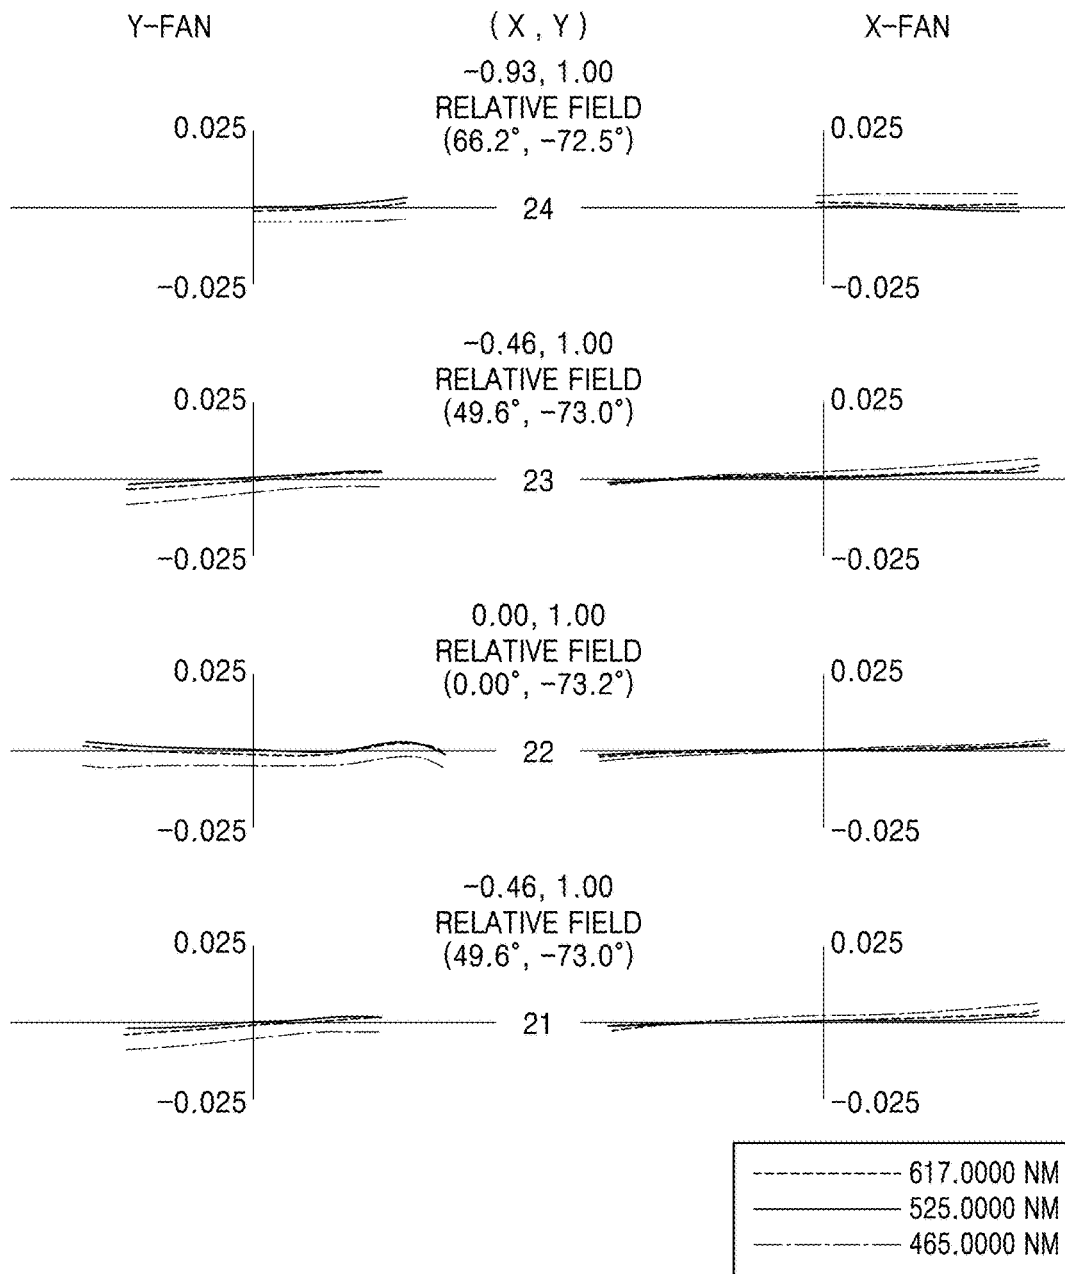 Y-FAN (X,Y) X-FAN
-0.93, 1.00
RELATIVE FIELD
(66.2°, -72.5°)
0.025 0.025
24
-0.025 -0.025
-0.46, 1.00
RELATIVE FIELD
(49.6°, -73.0°)
0.025 0.025
23
-0.025 -0.025
0.00, 1.00
RELATIVE FIELD
(0.00°, -73.2°)
0.025 0.025
22
-0.025 -0.025
-0.46, 1.00
RELATIVE FIELD
(49.6°, -73.0°)
0.025 0.025
21
-0.025 -0.025
617.0000 NM
525.0000 NM
465.0000 NM